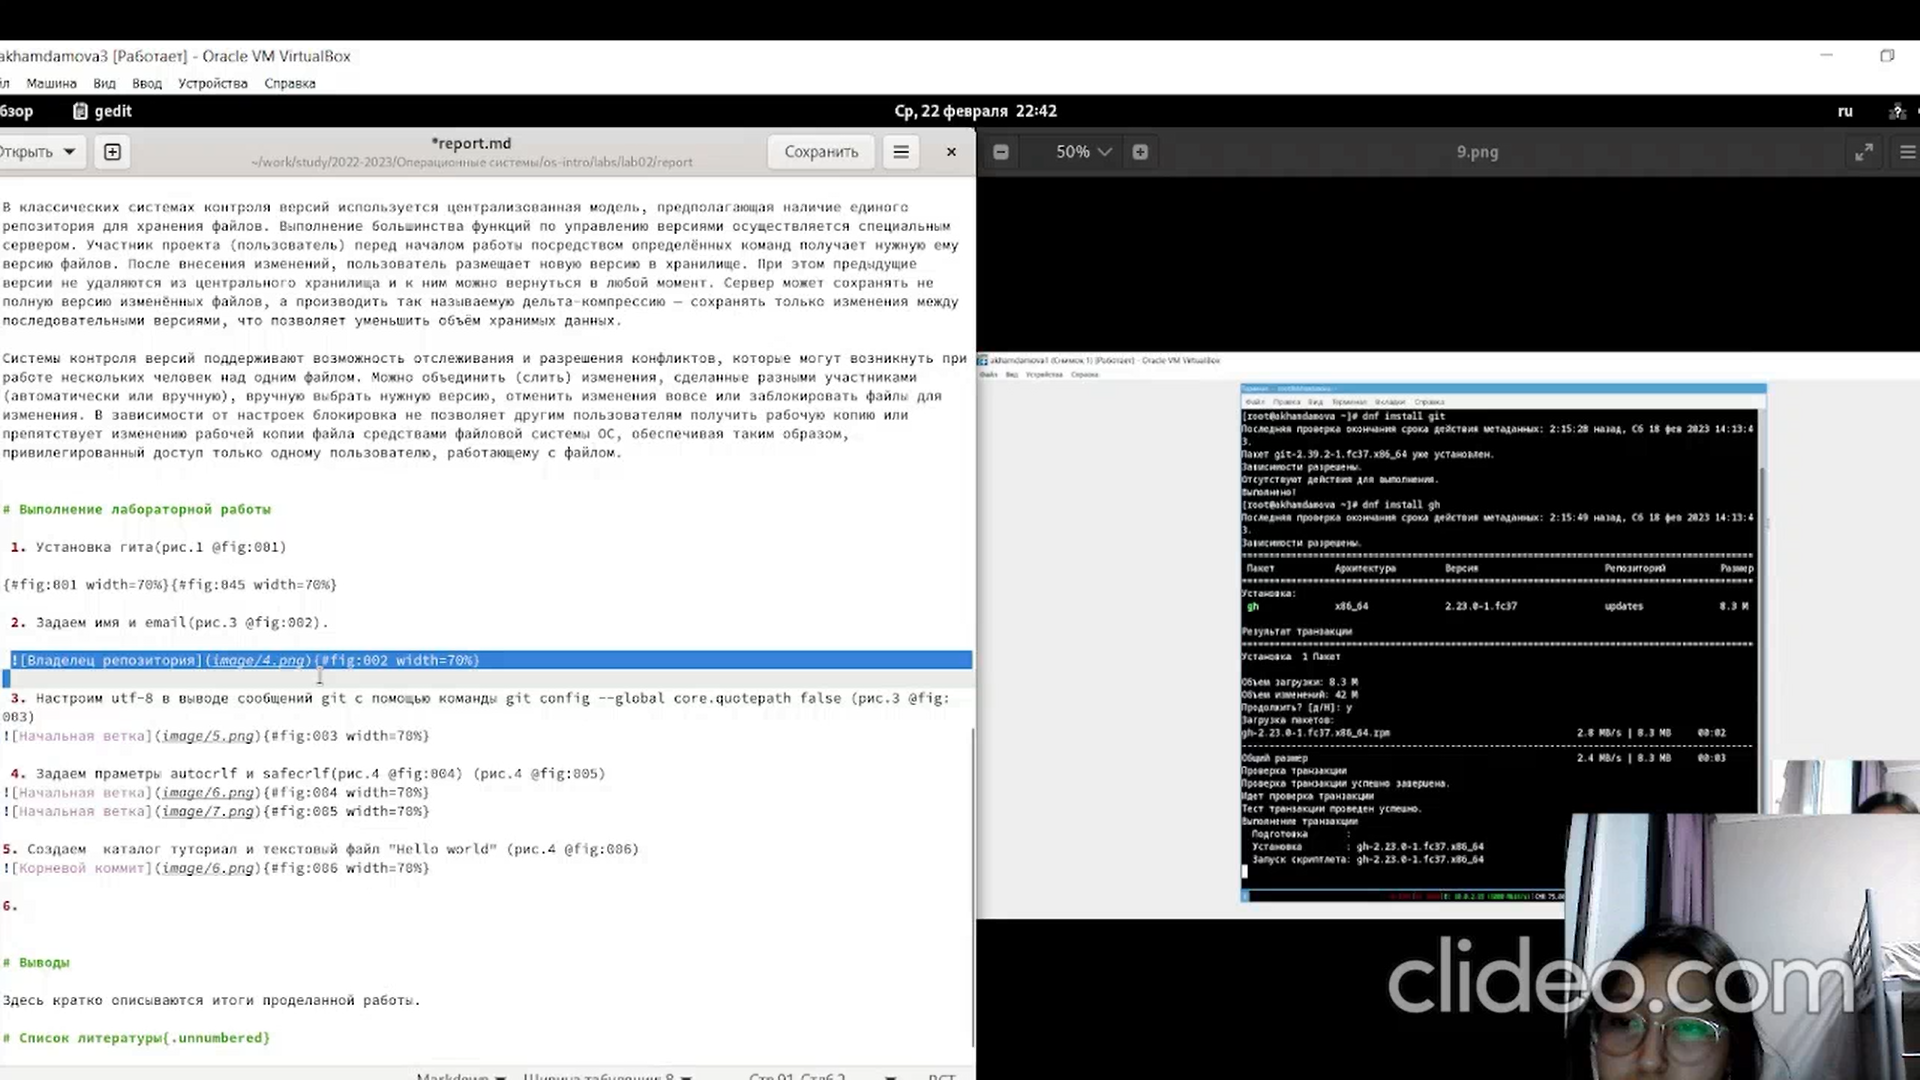 akhamdamova3 [Работает] - Oracle VM VirtualBox
Машина Вид Ввод Устройства Справка
бзор gedit Ср, 22 февраля 22:42 ru
Открыть *report.md Сохранить
~/work/study/2022-2023/Операционные системы/os-intro/labs/lab02/report
50% 9.png
В классических системах контроля версий используется централизованная модель, предполагающая наличие единого
репозитория для хранения файлов. Выполнение большинства функций по управлению версиями осуществляется специальным
сервером. Участник проекта (пользователь) перед началом работы посредством определённых команд получает нужную ему
версию файлов. После внесения изменений, пользователь размещает новую версию в хранилище. При этом предыдущие
версии не удаляются из центрального хранилища и к ним можно вернуться в любой момент. Сервер может сохранять не
полную версию изменённых файлов, а производить так называемую дельта-компрессию — сохранять только изменения между
последовательными версиями, что позволяет уменьшить объём хранимых данных.
Системы контроля версий поддерживают возможность отслеживания и разрешения конфликтов, которые могут возникнуть при
работе нескольких человек над одним файлом. Можно объединить (слить) изменения, сделанные разными участниками
(автоматически или вручную), вручную выбрать нужную версию, отменить изменения вовсе или заблокировать файлы для
изменения. В зависимости от настроек блокировка не позволяет другим пользователям получить рабочую копию или
препятствует изменению рабочей копии файла средствами файловой системы ОС, обеспечивая таким образом,
привилегированный доступ только одному пользователю, работающему с файлом.
# Выполнение лабораторной работы
1. Установка гита(рис.1 @fig:001)
{#fig:001 width=70%}{#fig:045 width=70%}
2. Задаем имя и email(рис.3 @fig:002).
![Владелец репозитория](image/4.png){#fig:002 width=70%}
3. Настроим utf-8 в выводе сообщений git с помощью команды git config --global core.quotepath false (рис.3 @fig:
003)
![Начальная ветка](image/5.png){#fig:003 width=70%}
4. Задаем праметры autocrlf и safecrlf(рис.4 @fig:004) (рис.4 @fig:005)
![Начальная ветка](image/6.png){#fig:004 width=70%}
![Начальная ветка](image/7.png){#fig:005 width=70%}
5. Создаем каталог туториал и текстовый файл "Hello world" (рис.4 @fig:006)
![Корневой коммит](image/6.png){#fig:006 width=70%}
6.
# Выводы
Здесь кратко описываются итоги проделанной работы.
# Список литературы{.unnumbered}
Markdown Ширина табуляции: 8 Стр 91, Стлб 2 ВСТ
akhamdamova1 (Снимок 1) [Работает] - Oracle VM VirtualBox
Файл Вид Устройства Справка
Файл Правка Вид Терминал Вкладки Справка
[root@akhamdamova ~]# dnf install git
Последняя проверка окончания срока действия метаданных: 2:15:28 назад, Сб 18 фев 2023 14:13:4
3.
Пакет git-2.39.2-1.fc37.x86_64 уже установлен.
Зависимости разрешены.
Отсутствуют действия для выполнения.
Выполнено!
[root@akhamdamova ~]# dnf install gh
Последняя проверка окончания срока действия метаданных: 2:15:49 назад, Сб 18 фев 2023 14:13:4
3.
Зависимости разрешены.
Пакет Архитектура Версия Репозиторий Размер
Установка:
gh x86_64 2.23.0-1.fc37 updates 8.3 M
Результат транзакции
Установка 1 Пакет
Объем загрузки: 8.3 M
Объем изменений: 42 M
Продолжить? [д/Н]: y
Загрузка пакетов:
gh-2.23.0-1.fc37.x86_64.rpm 2.8 MB/s | 8.3 MB 00:02
Общий размер 2.4 MB/s | 8.3 MB 00:03
Проверка транзакции
Проверка транзакции успешно завершена.
Идет проверка транзакции
Тест транзакции проведен успешно.
Выполнение транзакции
Подготовка :
Установка : gh-2.23.0-1.fc37.x86_64
Запуск скриптлета: gh-2.23.0-1.fc37.x86_64
clideo.com